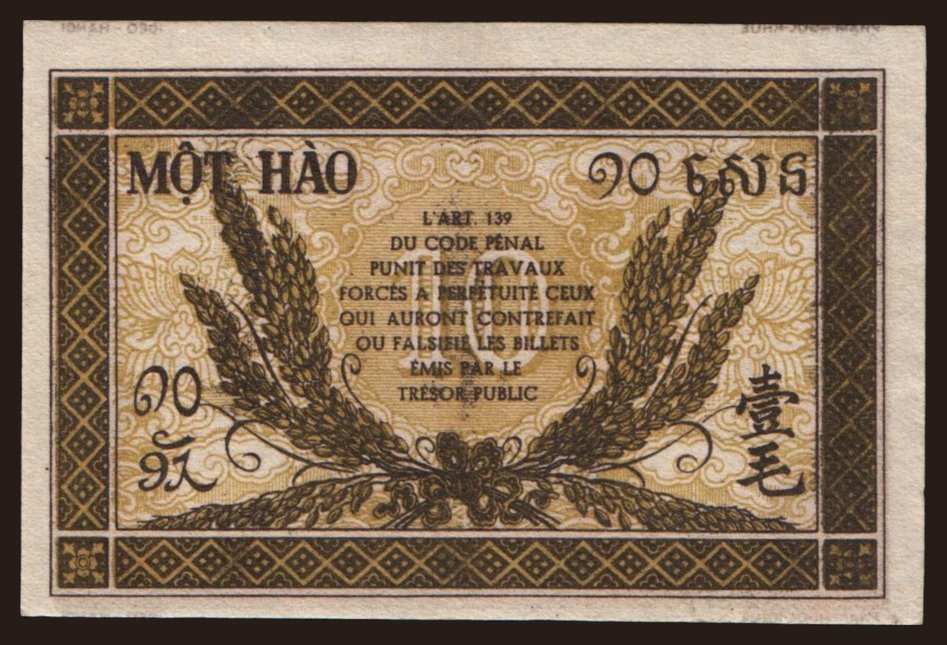 MỘT HÀO
១០ សេន
L'ART. 139
DU CODE PÉNAL
PUNIT DES TRAVAUX
FORCÉS A PERPÉTUITÉ CEUX
QUI AURONT CONTREFAIT
OU FALSIFIÉ LES BILLETS
ÉMIS PAR LE
TRÉSOR PUBLIC
10
壹毛